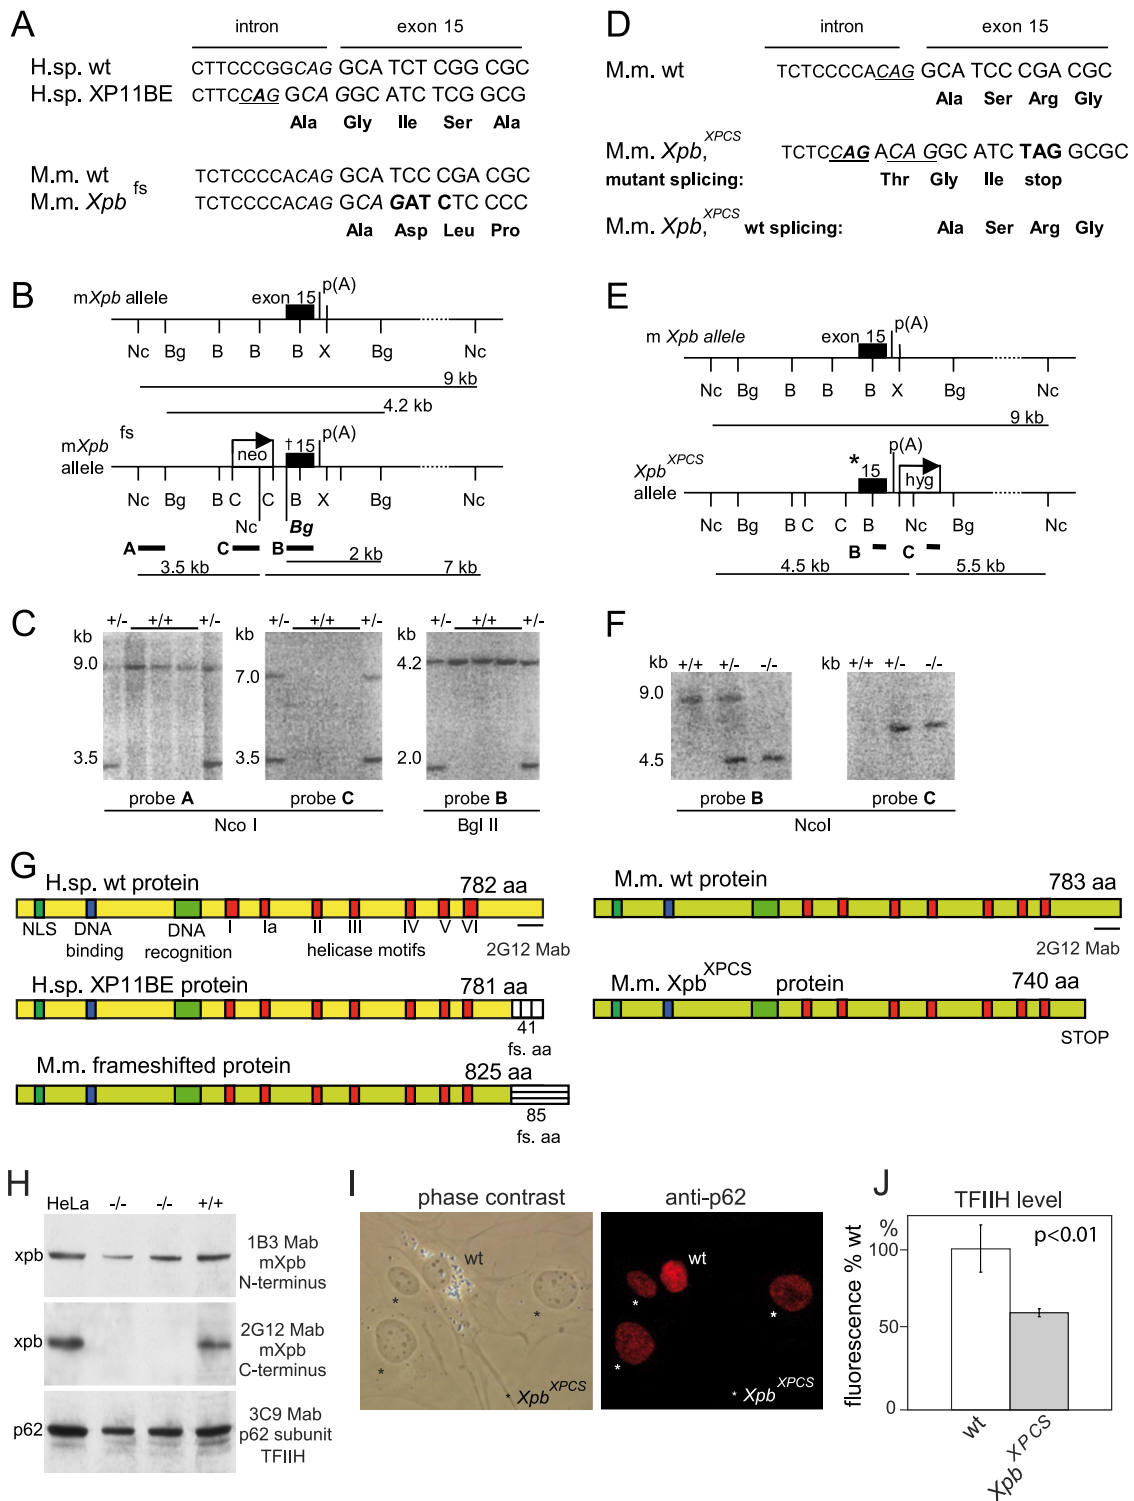 A
intron exon 15
H.sp. wt CTTCCCGGCAG GCA TCT CGG CGC
H.sp. XP11BE CTTCCAG GCA GGC ATC TCG GCG
Ala Gly Ile Ser Ala
M.m. wt TCTCCCCACAG GCA TCC CGA CGC
M.m. Xpb fs TCTCCCCACAG GCA GAT CTC CCC
Ala Asp Leu Pro
D
intron exon 15
M.m. wt TCTCCCCACAG GCA TCC CGA CGC
Ala Ser Arg Gly
M.m. Xpb, XPCS TCTCCAG ACA GGC ATC TAG GCGC
mutant splicing: Thr Gly Ile stop
M.m. Xpb, XPCS wt splicing: Ala Ser Arg Gly
B
mXpb allele exon 15 p(A)
Nc Bg B B B X Bg Nc
9 kb
4.2 kb
mXpb fs allele neo † 15 p(A)
Nc Bg B C C B X Bg Nc
Nc Bg
A C B 2 kb
3.5 kb 7 kb
E
m Xpb allele exon 15 p(A)
Nc Bg B B B X Bg Nc
9 kb
Xpb XPCS allele * 15 p(A) hyg
Nc Bg B C C B Nc Bg Nc
B C
4.5 kb 5.5 kb
C
kb +/- +/+ +/- kb +/- +/+ +/- kb +/- +/+ +/-
9.0 3.5
7.0 3.5
4.2 2.0
probe A probe C probe B
Nco I Bgl II
F
kb +/+ +/- -/- kb +/+ +/- -/-
9.0
4.5
probe B probe C
NcoI
G
H.sp. wt protein 782 aa
NLS DNA binding DNA recognition I Ia II III IV V VI
helicase motifs
2G12 Mab
H.sp. XP11BE protein 781 aa
41
fs. aa
M.m. frameshifted protein 825 aa
85
fs. aa
M.m. wt protein 783 aa
2G12 Mab
M.m. Xpb XPCS protein 740 aa
STOP
H
HeLa -/- -/- +/+
xpb 1B3 Mab
mXpb
N-terminus
xpb 2G12 Mab
mXpb
C-terminus
p62 3C9 Mab
p62 subunit
TFIIH
I
phase contrast anti-p62
wt
*
*
*
* Xpb XPCS
wt
*
*
*
* Xpb XPCS
J
TFIIH level
%
p<0.01
100
50
0
fluorescence % wt
wt
Xpb XPCS